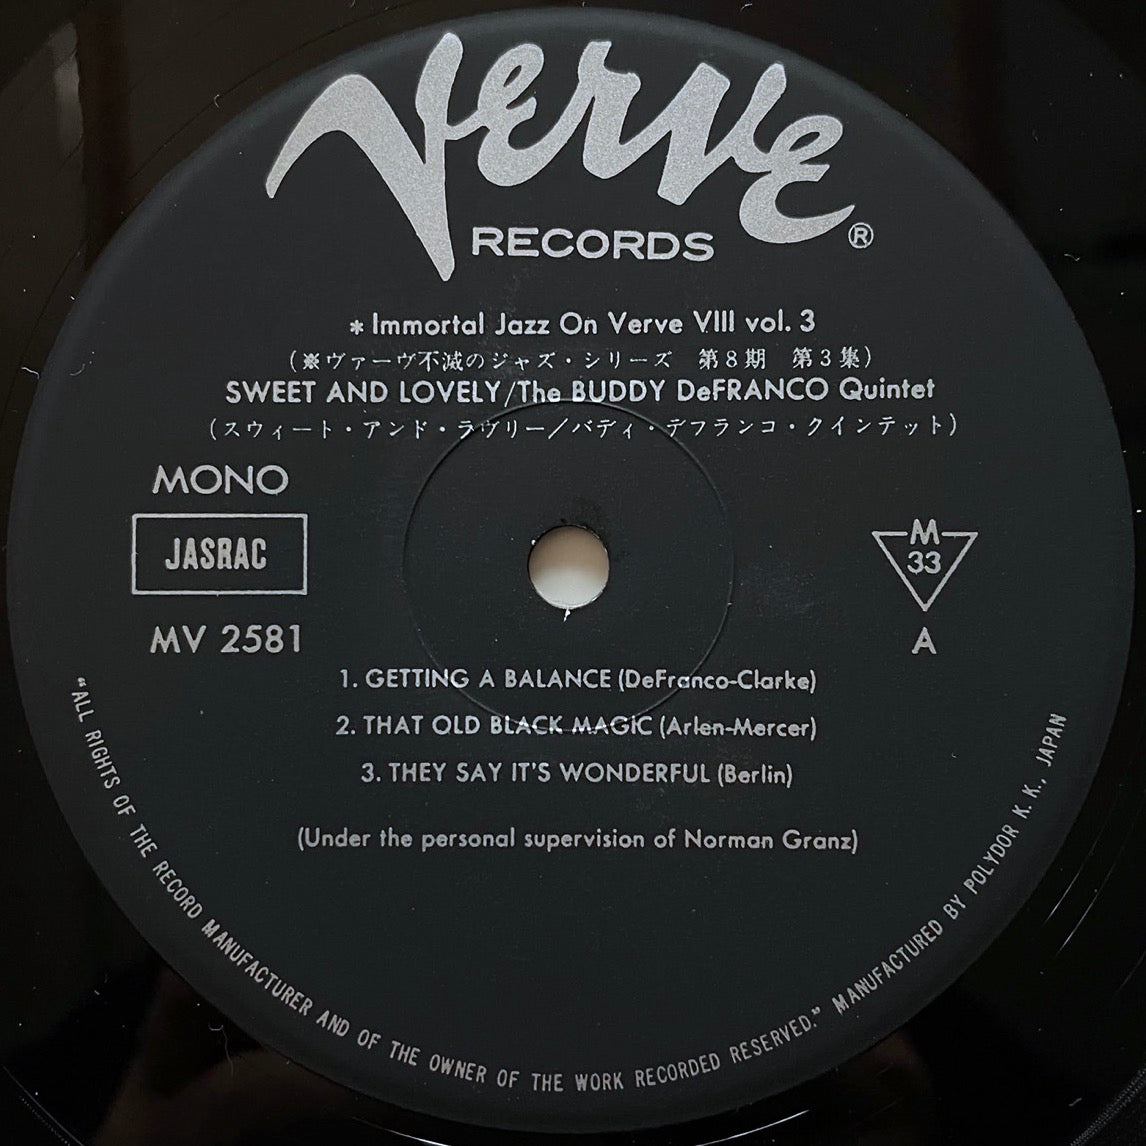 Verve
RECORDS ®
* Immortal Jazz On Verve VIII vol. 3
(※ヴァーヴ不滅のジャズ・シリーズ 第8期 第3集)
SWEET AND LOVELY/The BUDDY DeFRANCO Quintet
(スウィート・アンド・ラヴリー/バディ・デフランコ・クインテット)
MONO
JASRAC
MV 2581
M
33
A
1. GETTING A BALANCE (DeFranco-Clarke)
2. THAT OLD BLACK MAGIC (Arlen-Mercer)
3. THEY SAY IT'S WONDERFUL (Berlin)
(Under the personal supervision of Norman Granz)
"ALL RIGHTS OF THE RECORD MANUFACTURER AND OF THE OWNER OF THE WORK RECORDED RESERVED." MANUFACTURED BY POLYDOR K. K., JAPAN